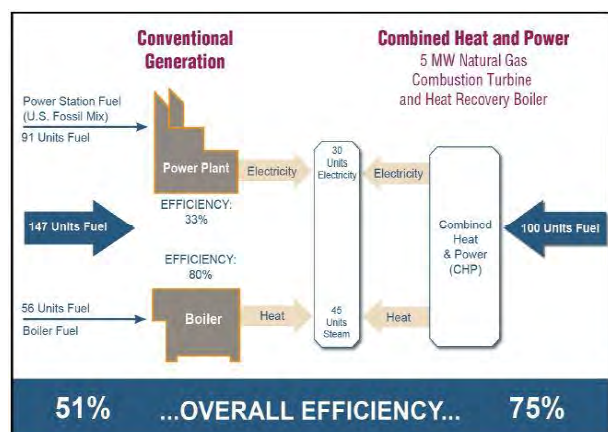 Conventional
Generation
Combined Heat and Power
5 MW Natural Gas
Combustion Turbine
and Heat Recovery Boiler
Power Station Fuel
(U.S. Fossil Mix)
91 Units Fuel
Power Plant
Electricity
30
Units
Electricity
Electricity
EFFICIENCY:
33%
147 Units Fuel
Combined
Heat
& Power
(CHP)
100 Units Fuel
EFFICIENCY:
80%
56 Units Fuel
Boiler Fuel
Boiler
Heat
45
Units
Steam
Heat
51% ...OVERALL EFFICIENCY... 75%